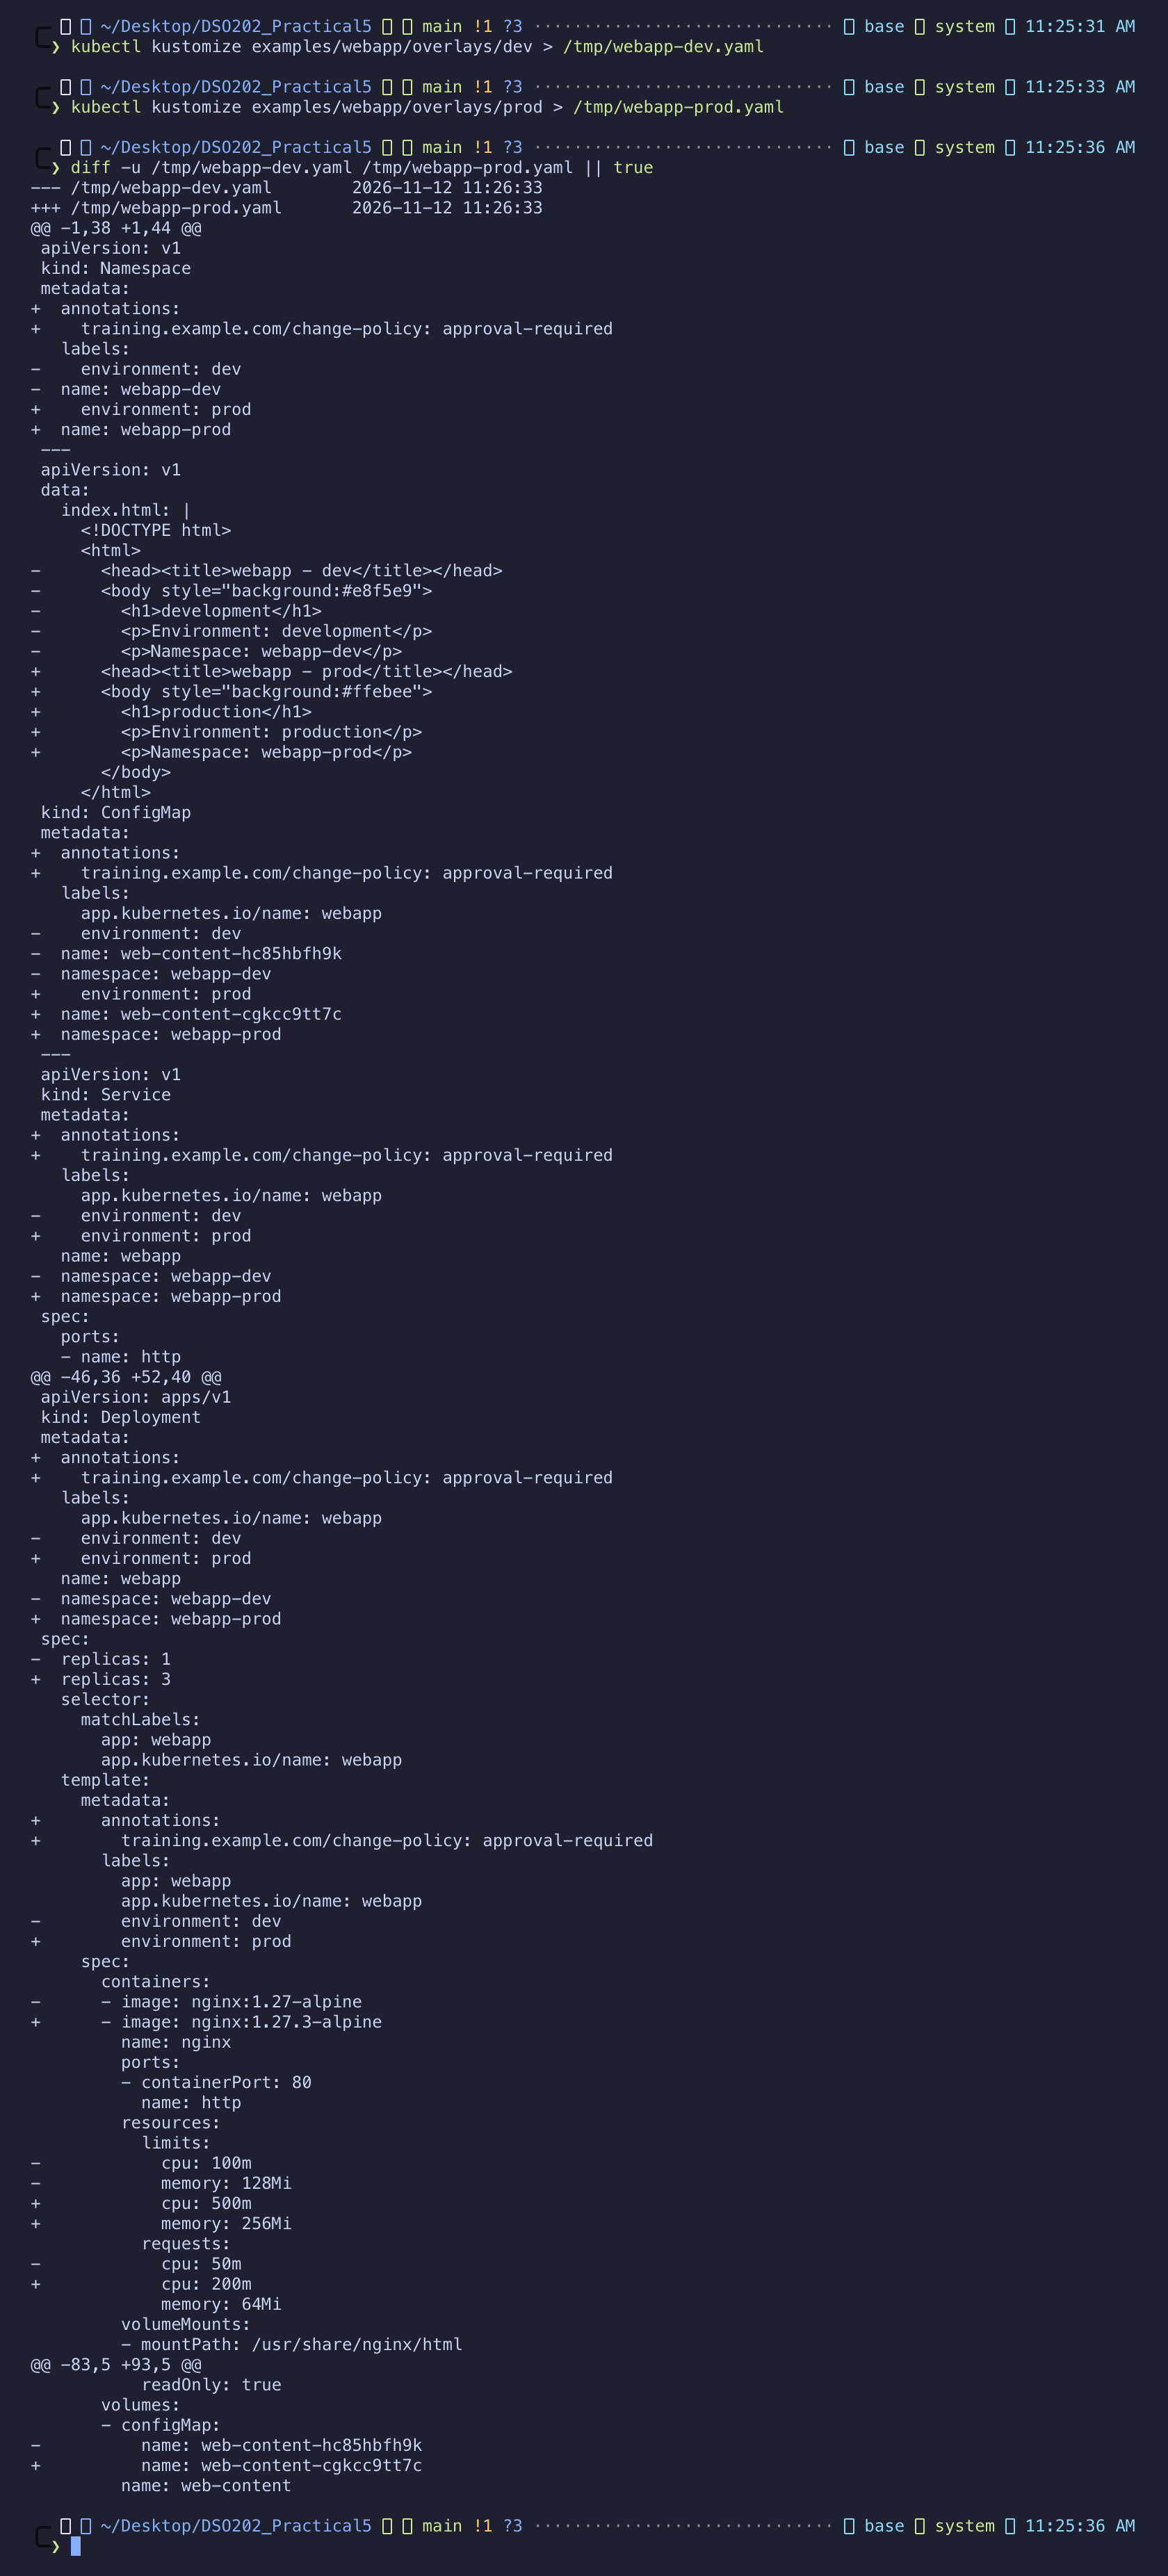 ~/Desktop/DSO202_Practical5 main !1 ?3 ······························ base system 11:25:31 AM
❯ kubectl kustomize examples/webapp/overlays/dev > /tmp/webapp-dev.yaml
~/Desktop/DSO202_Practical5 main !1 ?3 ······························ base system 11:25:33 AM
❯ kubectl kustomize examples/webapp/overlays/prod > /tmp/webapp-prod.yaml
~/Desktop/DSO202_Practical5 main !1 ?3 ······························ base system 11:25:36 AM
❯ diff -u /tmp/webapp-dev.yaml /tmp/webapp-prod.yaml || true
--- /tmp/webapp-dev.yaml        2026-11-12 11:26:33
+++ /tmp/webapp-prod.yaml       2026-11-12 11:26:33
@@ -1,38 +1,44 @@
 apiVersion: v1
 kind: Namespace
 metadata:
+  annotations:
+    training.example.com/change-policy: approval-required
   labels:
-    environment: dev
-  name: webapp-dev
+    environment: prod
+  name: webapp-prod
 ---
 apiVersion: v1
 data:
   index.html: |
     <!DOCTYPE html>
     <html>
-      <head><title>webapp - dev</title></head>
-      <body style="background:#e8f5e9">
-        <h1>development</h1>
-        <p>Environment: development</p>
-        <p>Namespace: webapp-dev</p>
+      <head><title>webapp - prod</title></head>
+      <body style="background:#ffebee">
+        <h1>production</h1>
+        <p>Environment: production</p>
+        <p>Namespace: webapp-prod</p>
       </body>
     </html>
 kind: ConfigMap
 metadata:
+  annotations:
+    training.example.com/change-policy: approval-required
   labels:
     app.kubernetes.io/name: webapp
-    environment: dev
-  name: web-content-hc85hbfh9k
-  namespace: webapp-dev
+    environment: prod
+  name: web-content-cgkcc9tt7c
+  namespace: webapp-prod
 ---
 apiVersion: v1
 kind: Service
 metadata:
+  annotations:
+    training.example.com/change-policy: approval-required
   labels:
     app.kubernetes.io/name: webapp
-    environment: dev
+    environment: prod
   name: webapp
-  namespace: webapp-dev
+  namespace: webapp-prod
 spec:
   ports:
   - name: http
@@ -46,36 +52,40 @@
 apiVersion: apps/v1
 kind: Deployment
 metadata:
+  annotations:
+    training.example.com/change-policy: approval-required
   labels:
     app.kubernetes.io/name: webapp
-    environment: dev
+    environment: prod
   name: webapp
-  namespace: webapp-dev
+  namespace: webapp-prod
 spec:
-  replicas: 1
+  replicas: 3
   selector:
     matchLabels:
       app: webapp
       app.kubernetes.io/name: webapp
   template:
     metadata:
+      annotations:
+        training.example.com/change-policy: approval-required
       labels:
         app: webapp
         app.kubernetes.io/name: webapp
-        environment: dev
+        environment: prod
     spec:
       containers:
-      - image: nginx:1.27-alpine
+      - image: nginx:1.27.3-alpine
         name: nginx
         ports:
         - containerPort: 80
           name: http
         resources:
           limits:
-            cpu: 100m
-            memory: 128Mi
+            cpu: 500m
+            memory: 256Mi
           requests:
-            cpu: 50m
+            cpu: 200m
             memory: 64Mi
         volumeMounts:
         - mountPath: /usr/share/nginx/html
@@ -83,5 +93,5 @@
           readOnly: true
       volumes:
       - configMap:
-          name: web-content-hc85hbfh9k
+          name: web-content-cgkcc9tt7c
         name: web-content
~/Desktop/DSO202_Practical5 main !1 ?3 ······························ base system 11:25:36 AM
❯